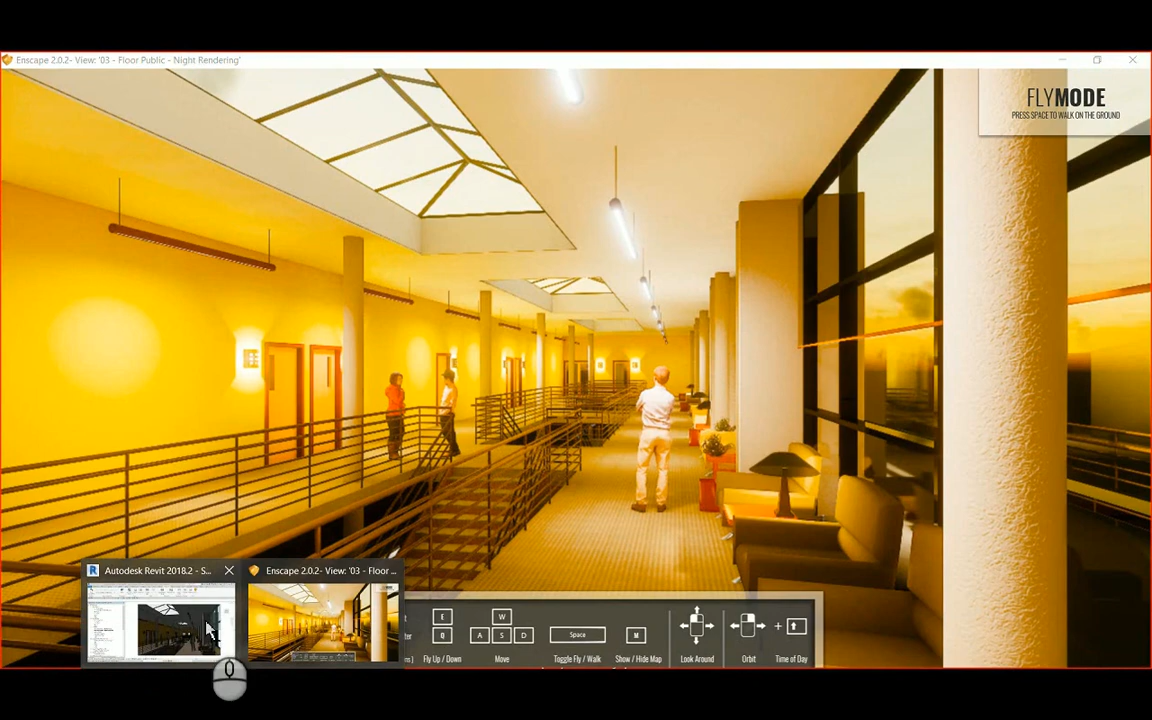 Enscape 2.0.2- View: '03 - Floor Public - Night Rendering'
FLYMODE
PRESS SPACE TO WALK ON THE GROUND
Autodesk Revit 2018.2 - S...
Enscape 2.0.2- View: '03 - Floor ...
E
W
Q
A
S
D
Space
M
+
Fly Up / Down
Move
Toggle Fly / Walk
Show / Hide Map
Look Around
Orbit
Time of Day